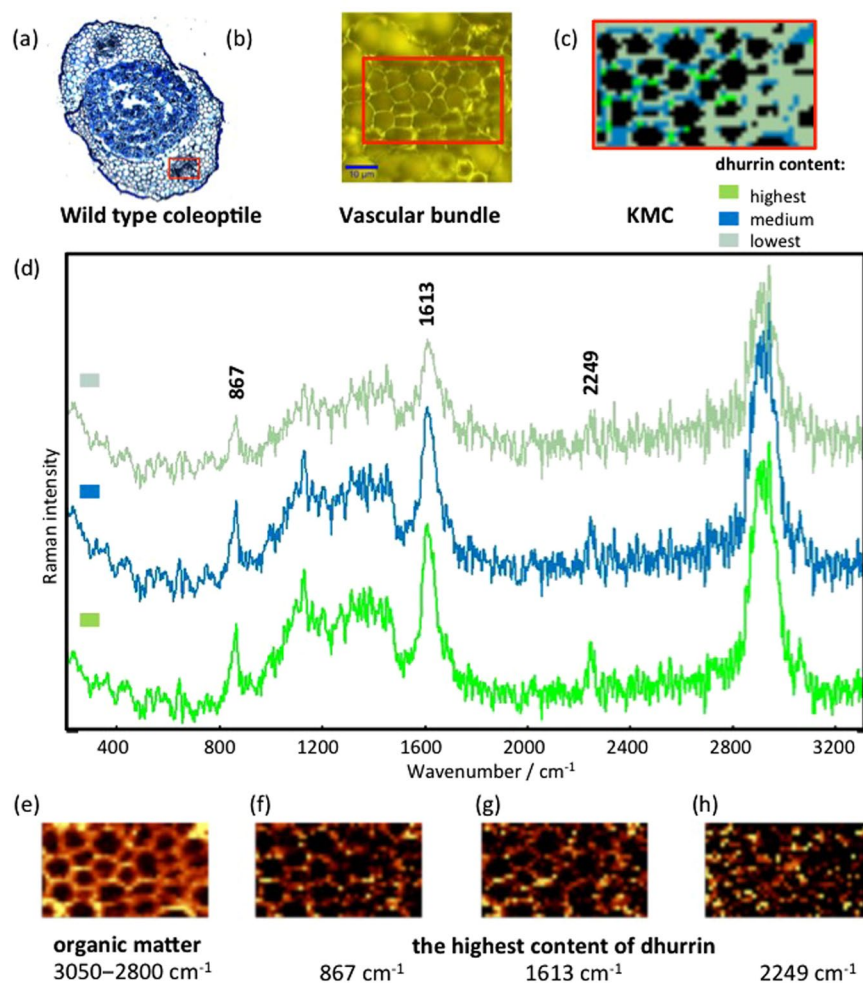 (a)
(b)
(c)
10 µm
dhurrin content:
highest
medium
lowest
Wild type coleoptile
Vascular bundle
KMC
(d)
867
1613
2249
Raman intensity
400 800 1200 1600 2000 2400 2800 3200
Wavenumber / cm⁻¹
(e)
(f)
(g)
(h)
organic matter
the highest content of dhurrin
3050–2800 cm⁻¹
867 cm⁻¹
1613 cm⁻¹
2249 cm⁻¹